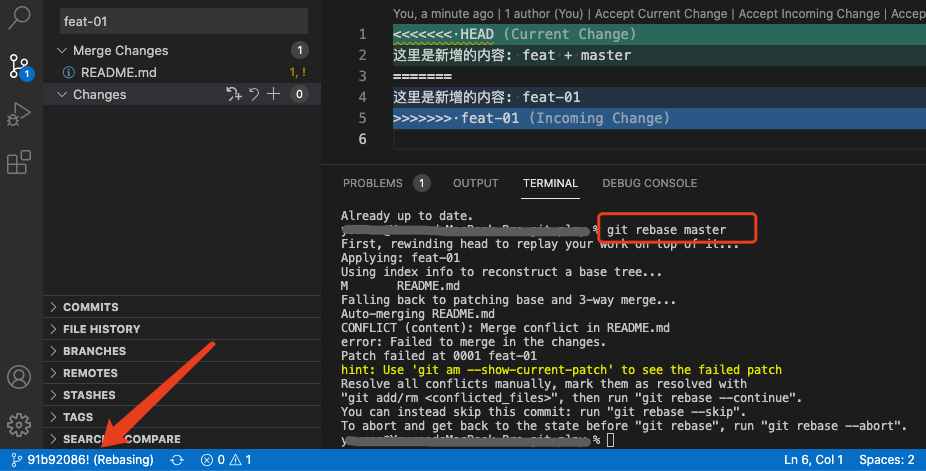 feat-01
Merge Changes 1
README.md 1, !
Changes 0
COMMITS
FILE HISTORY
BRANCHES
REMOTES
STASHES
TAGS
SEARCH COMPARE
You, a minute ago | 1 author (You) | Accept Current Change | Accept Incoming Change | Accep
1 <<<<<<< HEAD (Current Change)
2 这里是新增的内容: feat + master
3 =======
4 这里是新增的内容: feat-01
5 >>>>>>> feat-01 (Incoming Change)
6
PROBLEMS 1 OUTPUT TERMINAL DEBUG CONSOLE
Already up to date.
% git rebase master
First, rewinding head to replay your work on top of it...
Applying: feat-01
Using index info to reconstruct a base tree...
M README.md
Falling back to patching base and 3-way merge...
Auto-merging README.md
CONFLICT (content): Merge conflict in README.md
error: Failed to merge in the changes.
Patch failed at 0001 feat-01
hint: Use 'git am --show-current-patch' to see the failed patch
Resolve all conflicts manually, mark them as resolved with
"git add/rm <conflicted_files>", then run "git rebase --continue".
You can instead skip this commit: run "git rebase --skip".
To abort and get back to the state before "git rebase", run "git rebase --abort".
%
1
91b92086! (Rebasing) 0 1 Ln 6, Col 1 Spaces: 2